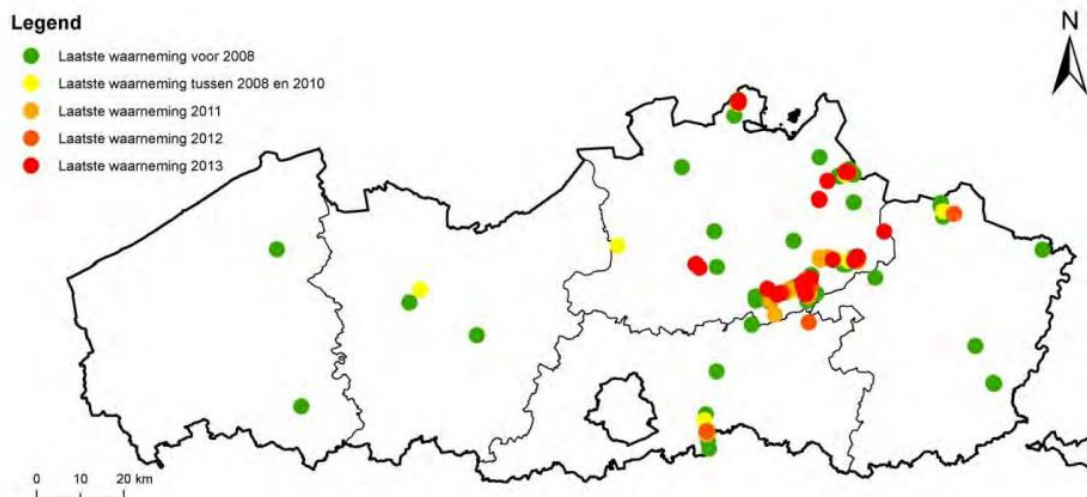 Legend
Laatste waarneming voor 2008
Laatste waarneming tussen 2008 en 2010
Laatste waarneming 2011
Laatste waarneming 2012
Laatste waarneming 2013
N
0 10 20 km